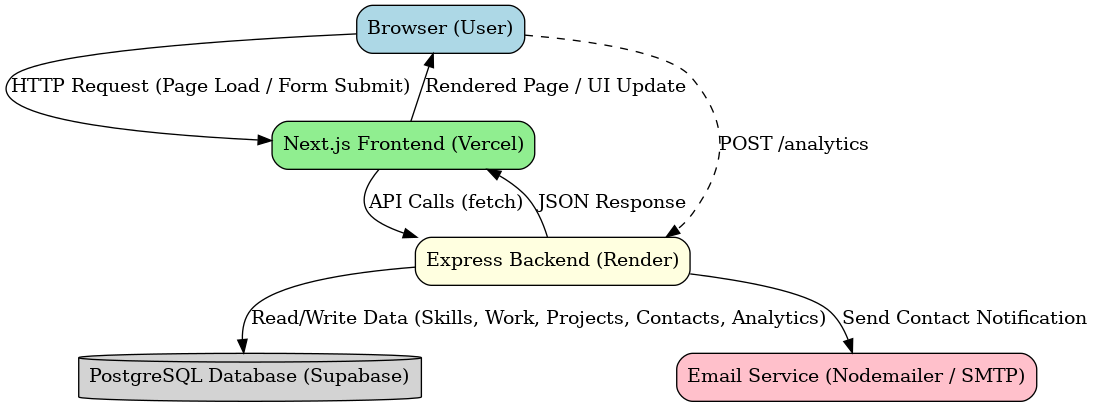 Browser (User)
HTTP Request (Page Load / Form Submit)
Rendered Page / UI Update
Next.js Frontend (Vercel)
POST /analytics
API Calls (fetch)
JSON Response
Express Backend (Render)
Read/Write Data (Skills, Work, Projects, Contacts, Analytics)
Send Contact Notification
PostgreSQL Database (Supabase)
Email Service (Nodemailer / SMTP)